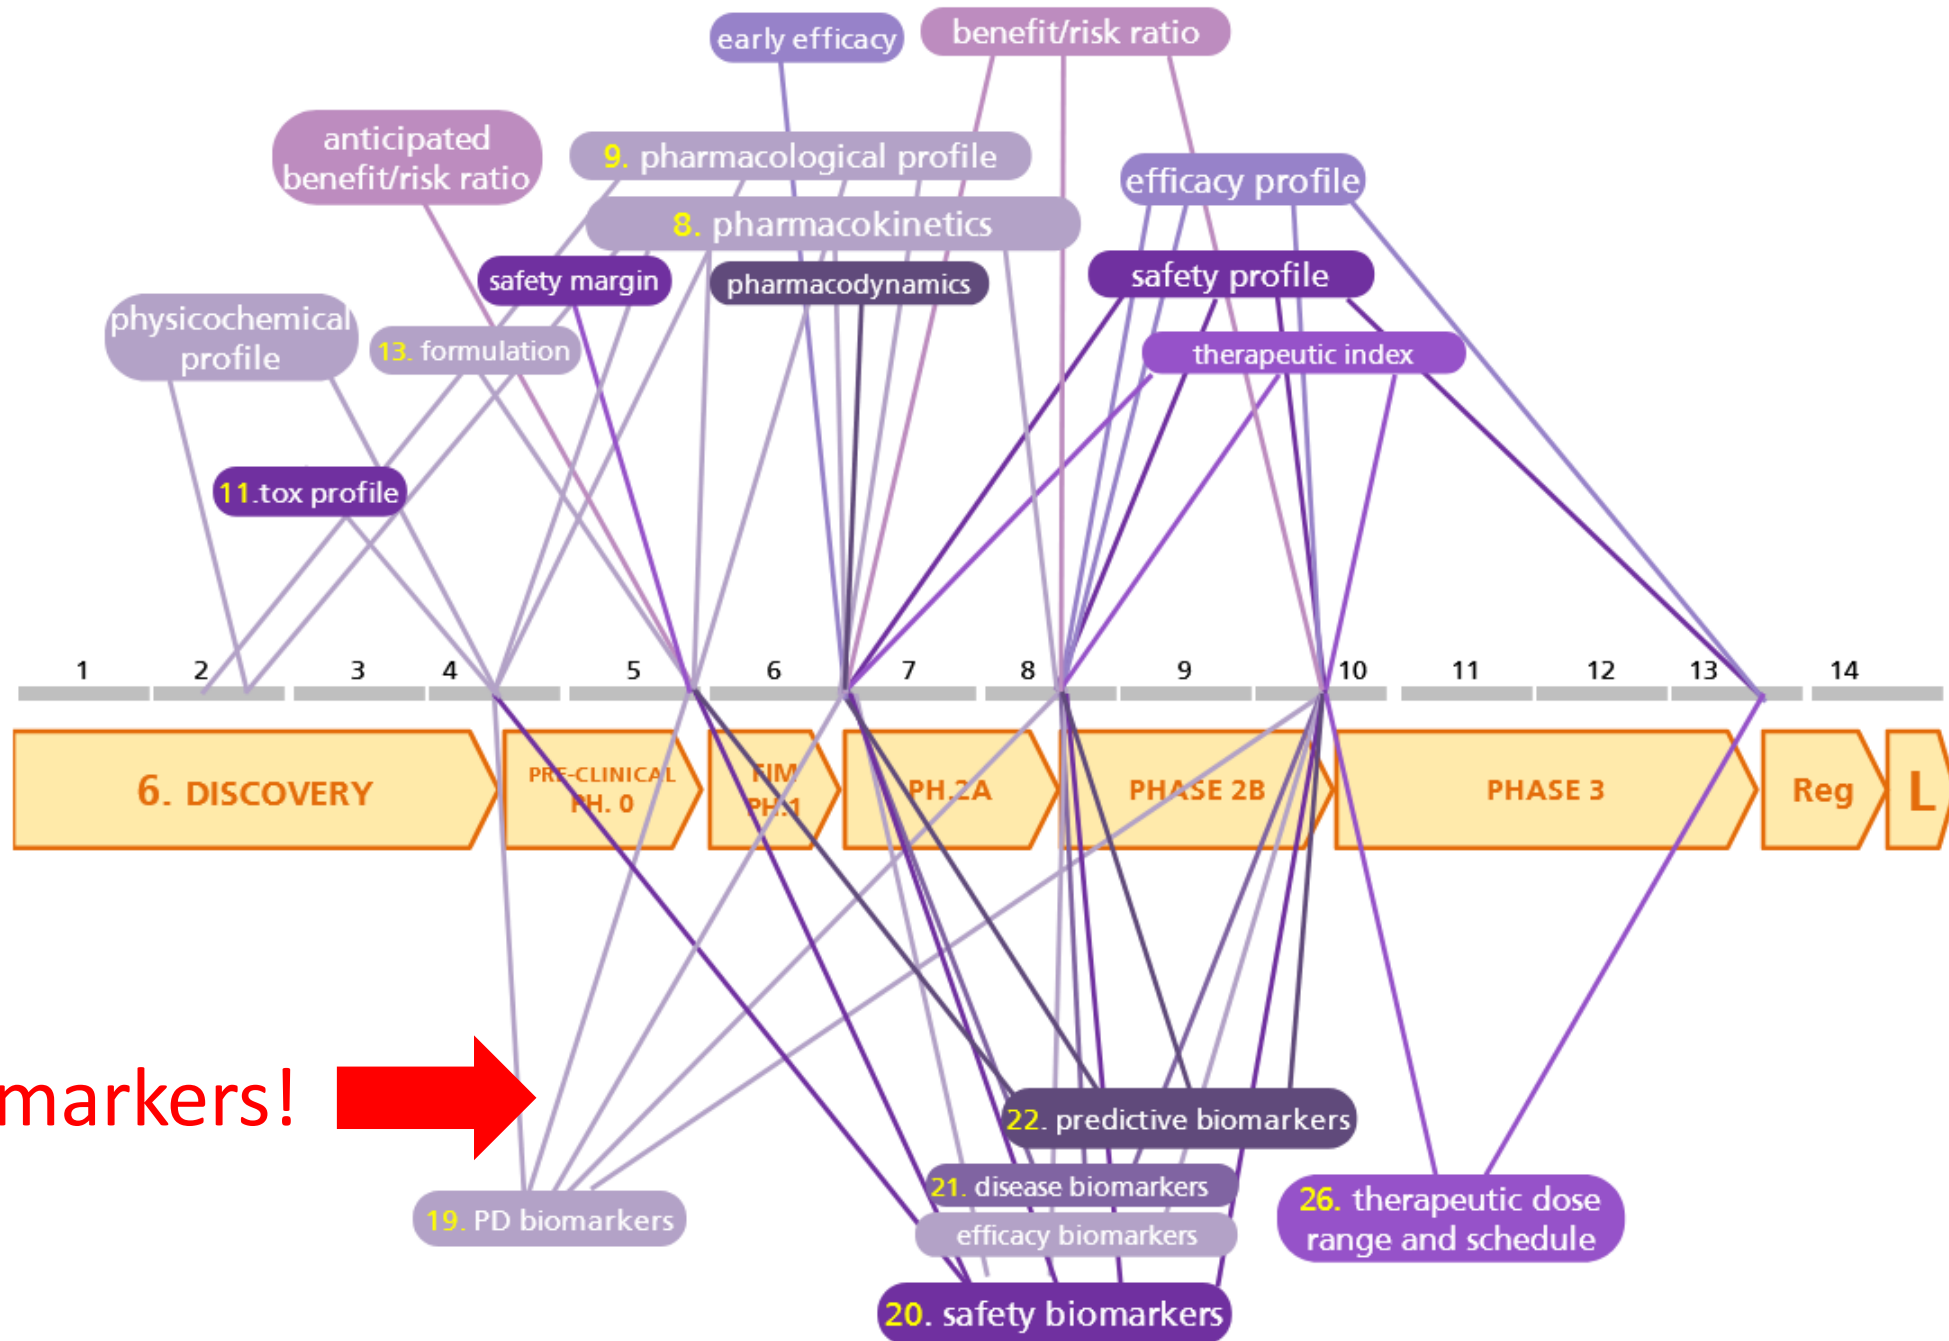 early efficacy
benefit/risk ratio
anticipated
benefit/risk ratio
9. pharmacological profile
efficacy profile
8. pharmacokinetics
safety margin
pharmacodynamics
safety profile
physicochemical
profile
13. formulation
therapeutic index
11.tox profile
1 2 3 4 5 6 7 8 9 10 11 12 13 14
6. DISCOVERY
PRE-CLINICAL
PH. 0
FIM
PH.1
PH.2A
PHASE 2B
PHASE 3
Reg
L
markers!
22. predictive biomarkers
21. disease biomarkers
19. PD biomarkers
efficacy biomarkers
26. therapeutic dose
range and schedule
20. safety biomarkers